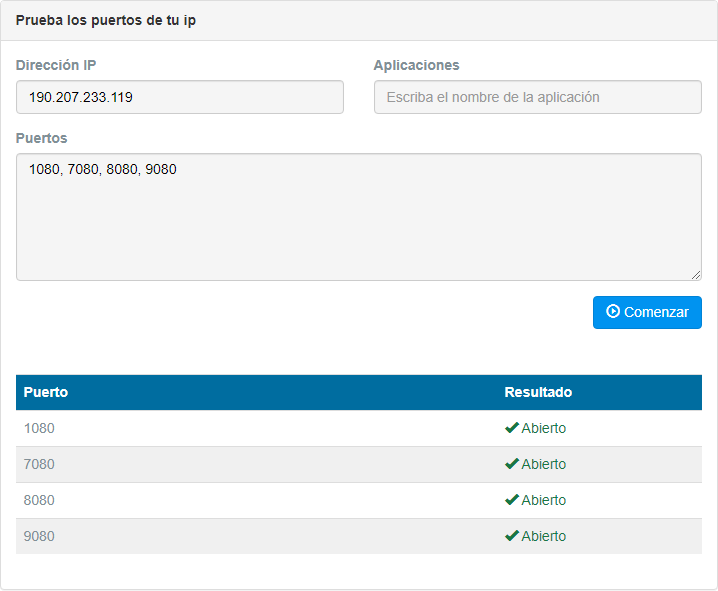 Prueba los puertos de tu ip
Dirección IP
Aplicaciones
190.207.233.119
Escriba el nombre de la aplicación
Puertos
1080, 7080, 8080, 9080
Comenzar
Puerto Resultado
1080 Abierto
7080 Abierto
8080 Abierto
9080 Abierto